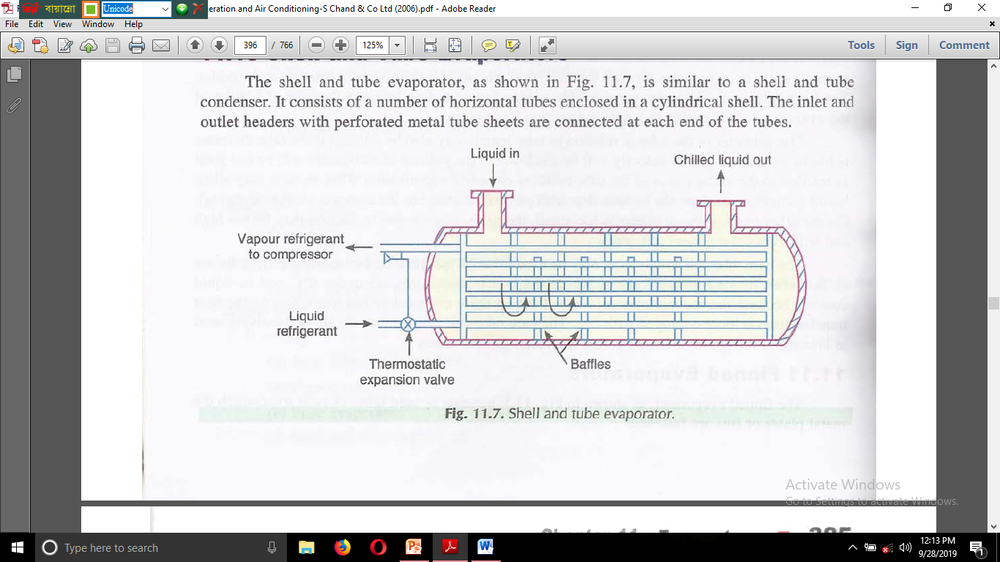 বায়ান্নো
Unicode
eration and Air Conditioning-S Chand & Co Ltd (2006).pdf - Adobe Reader
File Edit View Window Help
396 / 766 125% Tools Sign Comment
The shell and tube evaporator, as shown in Fig. 11.7, is similar to a shell and tube
condenser. It consists of a number of horizontal tubes enclosed in a cylindrical shell. The inlet and
outlet headers with perforated metal tube sheets are connected at each end of the tubes.
Liquid in
Chilled liquid out
Vapour refrigerant
to compressor
Liquid
refrigerant
Thermostatic
expansion valve
Baffles
Fig. 11.7. Shell and tube evaporator.
Activate Windows
Go to Settings to activate Windows.
Type here to search
12:13 PM
9/28/2019
1